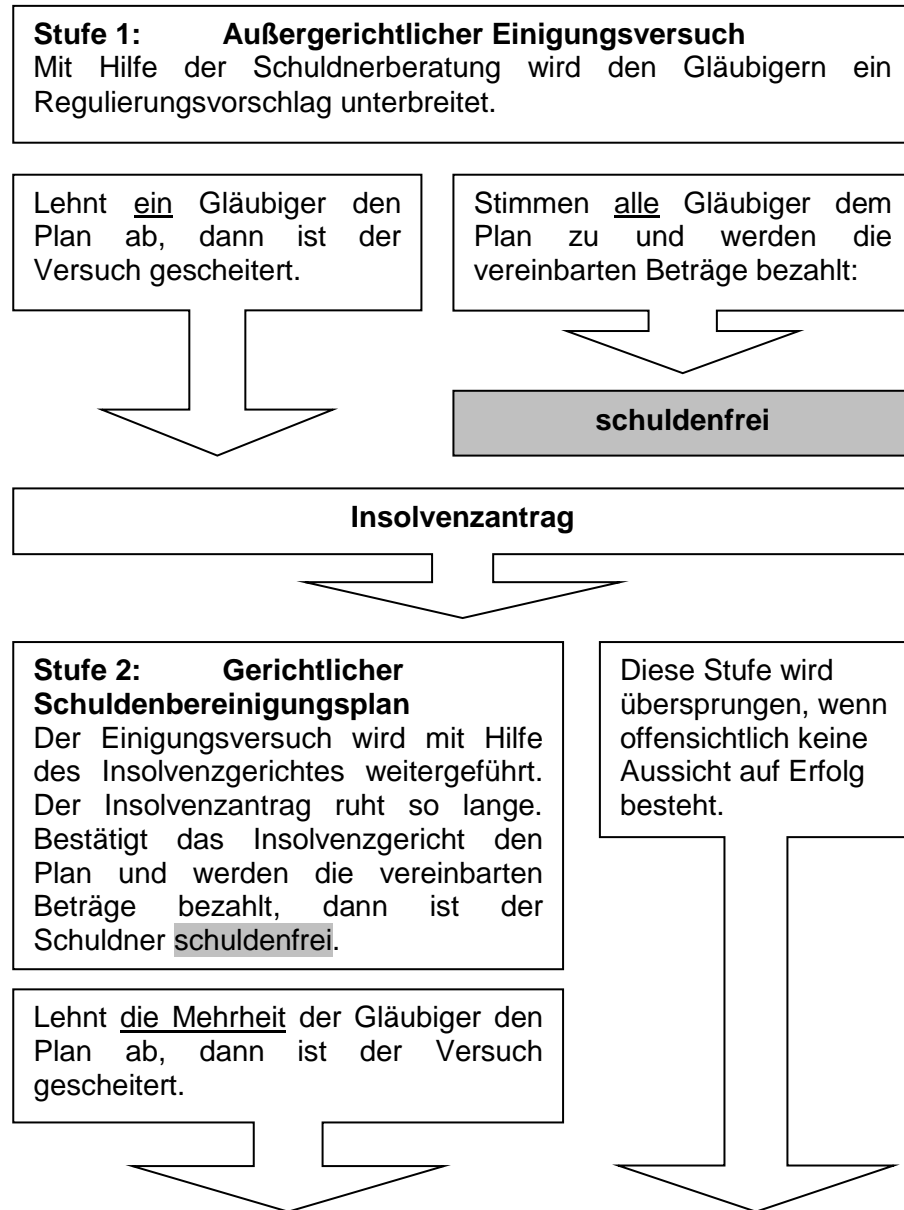 Stufe 1: Außergerichtlicher Einigungsversuch
Mit Hilfe der Schuldnerberatung wird den Gläubigern ein
Regulierungsvorschlag unterbreitet.
Lehnt ein Gläubiger den
Plan ab, dann ist der
Versuch gescheitert.
Stimmen alle Gläubiger dem
Plan zu und werden die
vereinbarten Beträge bezahlt:
schuldenfrei
Insolvenzantrag
Stufe 2: Gerichtlicher
Schuldenbereinigungsplan
Der Einigungsversuch wird mit Hilfe
des Insolvenzgerichtes weitergeführt.
Der Insolvenzantrag ruht so lange.
Bestätigt das Insolvenzgericht den
Plan und werden die vereinbarten
Beträge bezahlt, dann ist der
Schuldner schuldenfrei.
Diese Stufe wird
übersprungen, wenn
offensichtlich keine
Aussicht auf Erfolg
besteht.
Lehnt die Mehrheit der Gläubiger den
Plan ab, dann ist der Versuch
gescheitert.